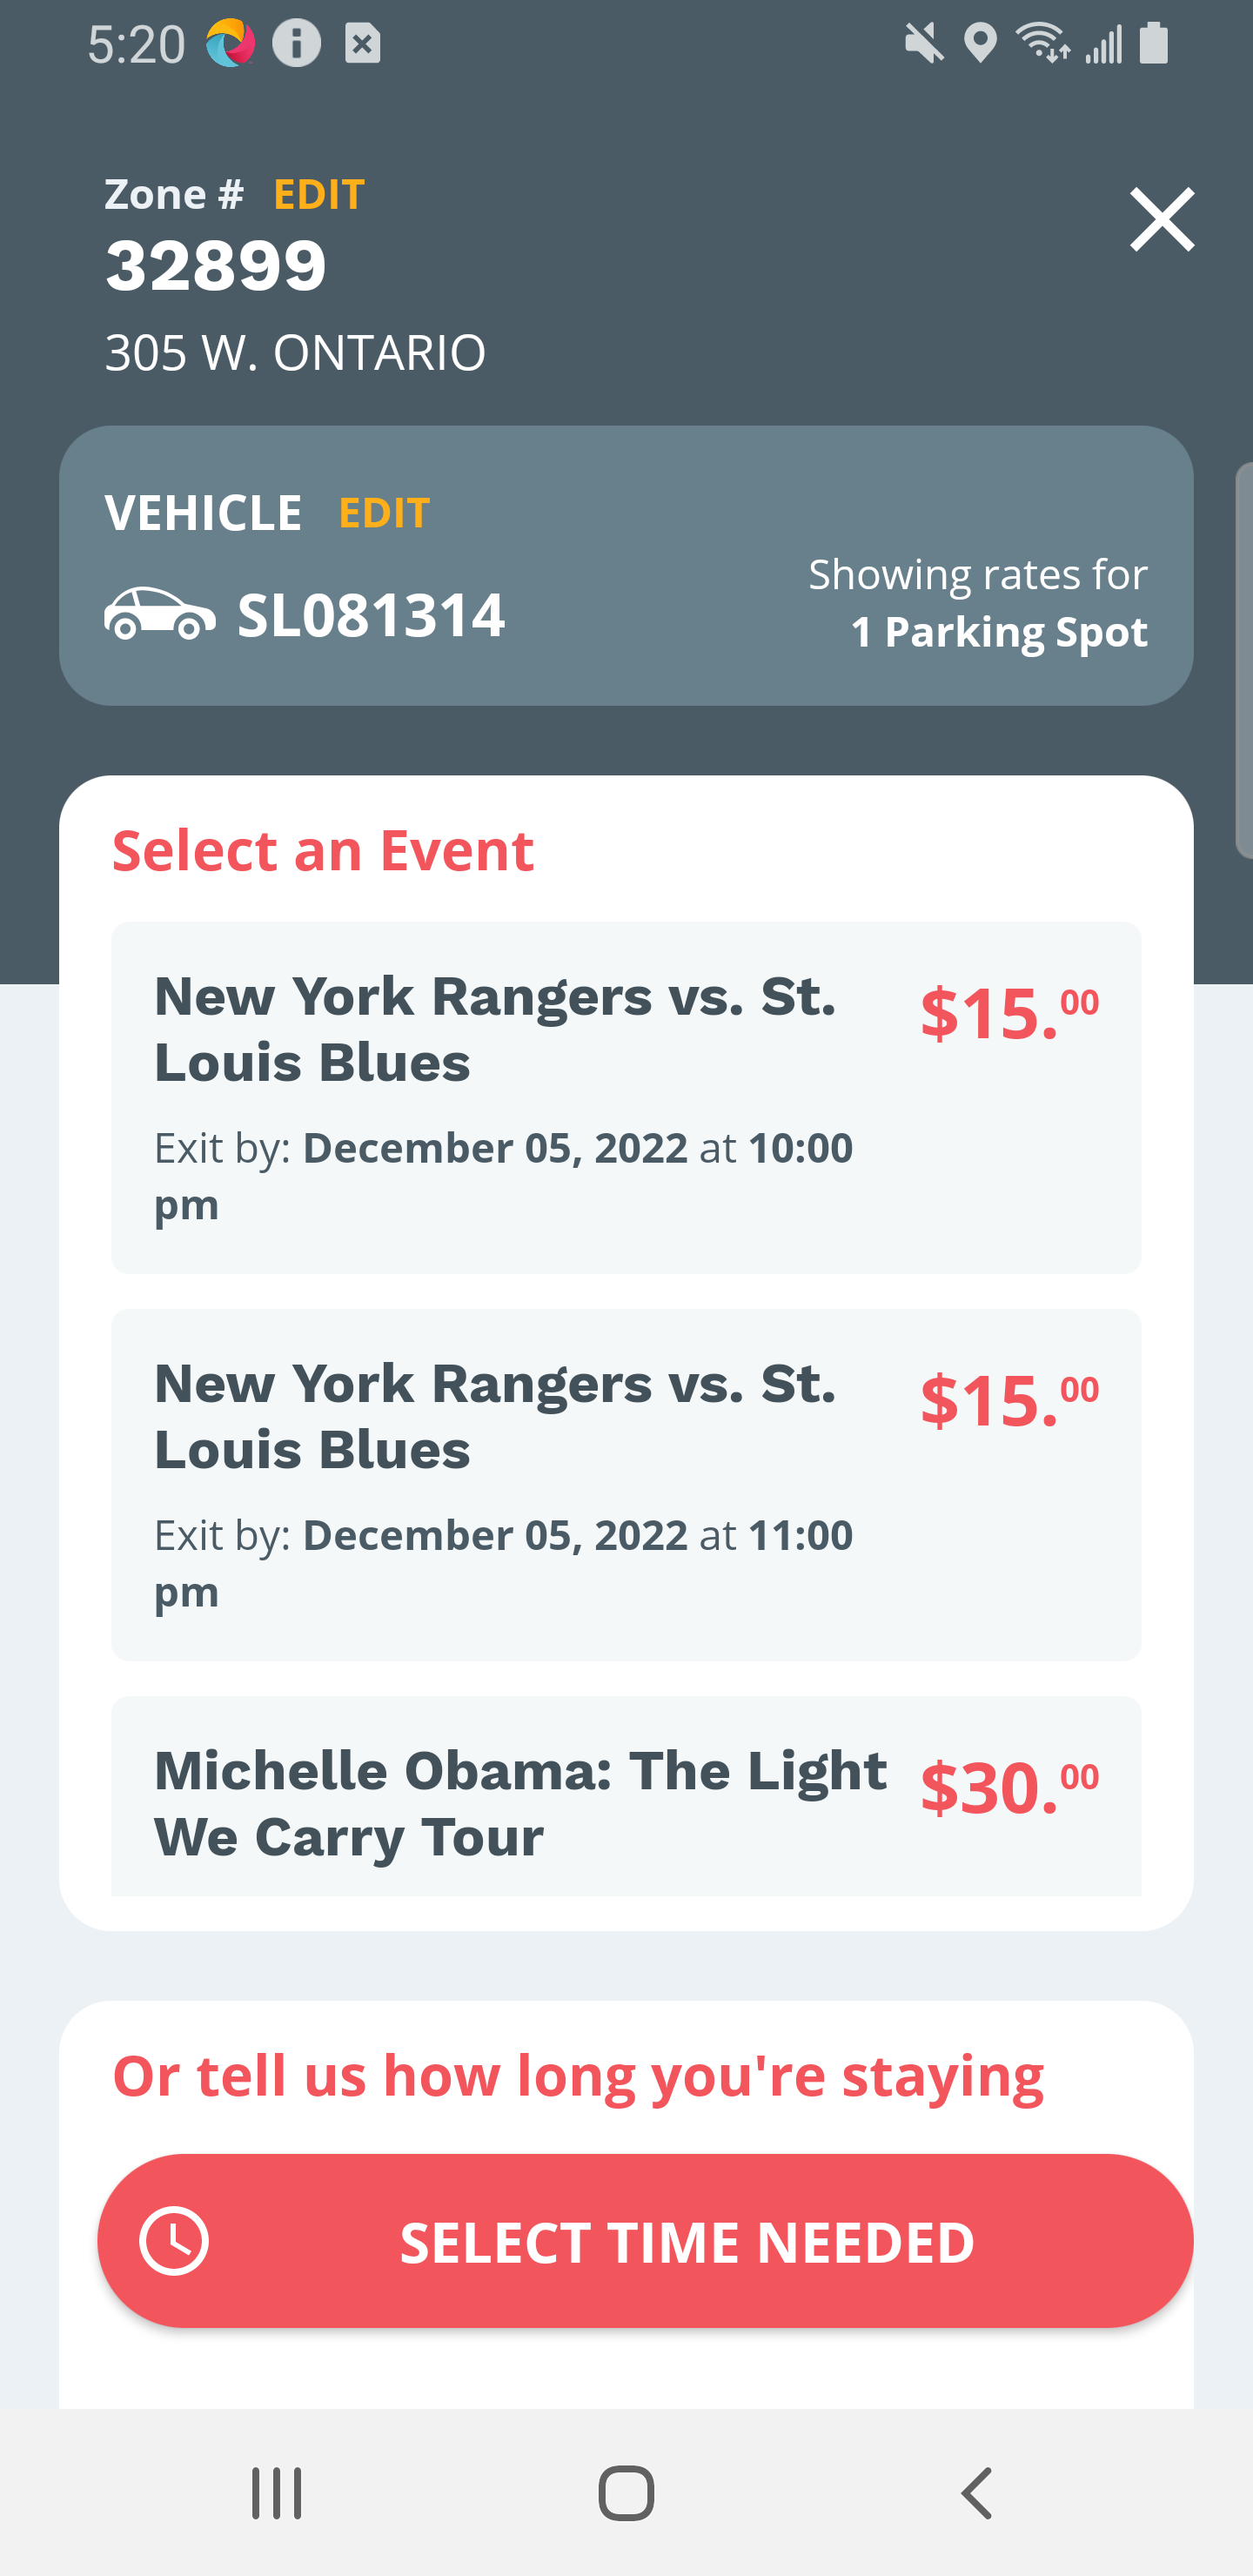 5:20
Zone # EDIT
32899
305 W. ONTARIO
VEHICLE EDIT
SL081314
Showing rates for
1 Parking Spot
Select an Event
New York Rangers vs. St.
Louis Blues
$15.00
Exit by: December 05, 2022 at 10:00
pm
New York Rangers vs. St.
Louis Blues
$15.00
Exit by: December 05, 2022 at 11:00
pm
Michelle Obama: The Light
We Carry Tour
$30.00
Or tell us how long you're staying
SELECT TIME NEEDED